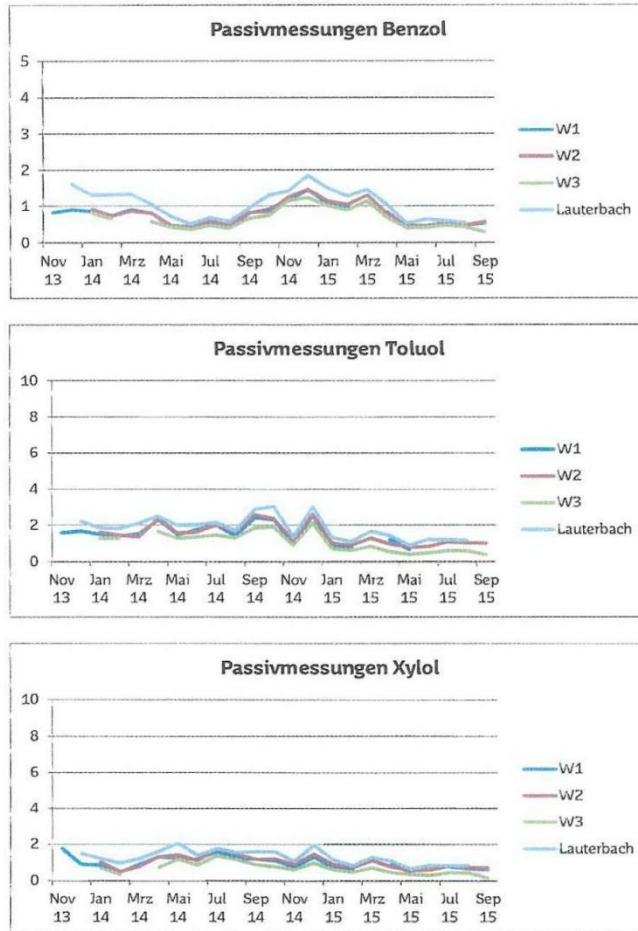 Passivmessungen Benzol
5
4
3
2
1
0
Nov Jan Mrz Mai Jul Sep Nov Jan Mrz Mai Jul Sep
13 14 14 14 14 14 14 15 15 15 15 15
W1
W2
W3
Lauterbach
Passivmessungen Toluol
10
8
6
4
2
0
Nov Jan Mrz Mai Jul Sep Nov Jan Mrz Mai Jul Sep
13 14 14 14 14 14 14 15 15 15 15 15
W1
W2
W3
Lauterbach
Passivmessungen Xylol
10
8
6
4
2
0
Nov Jan Mrz Mai Jul Sep Nov Jan Mrz Mai Jul Sep
13 14 14 14 14 14 14 15 15 15 15 15
W1
W2
W3
Lauterbach